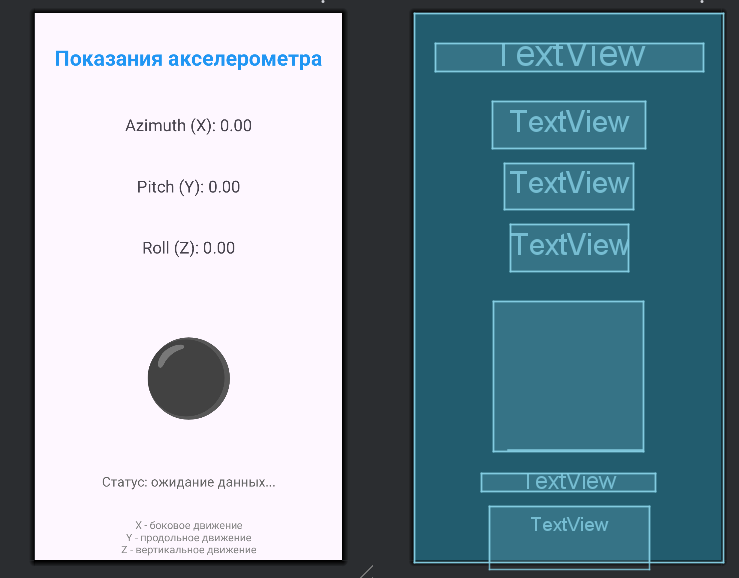 Показания акселерометра
Azimuth (X): 0.00
Pitch (Y): 0.00
Roll (Z): 0.00
Статус: ожидание данных...
X - боковое движение
Y - продольное движение
Z - вертикальное движение
TextView
TextView
TextView
TextView
TextView
TextView